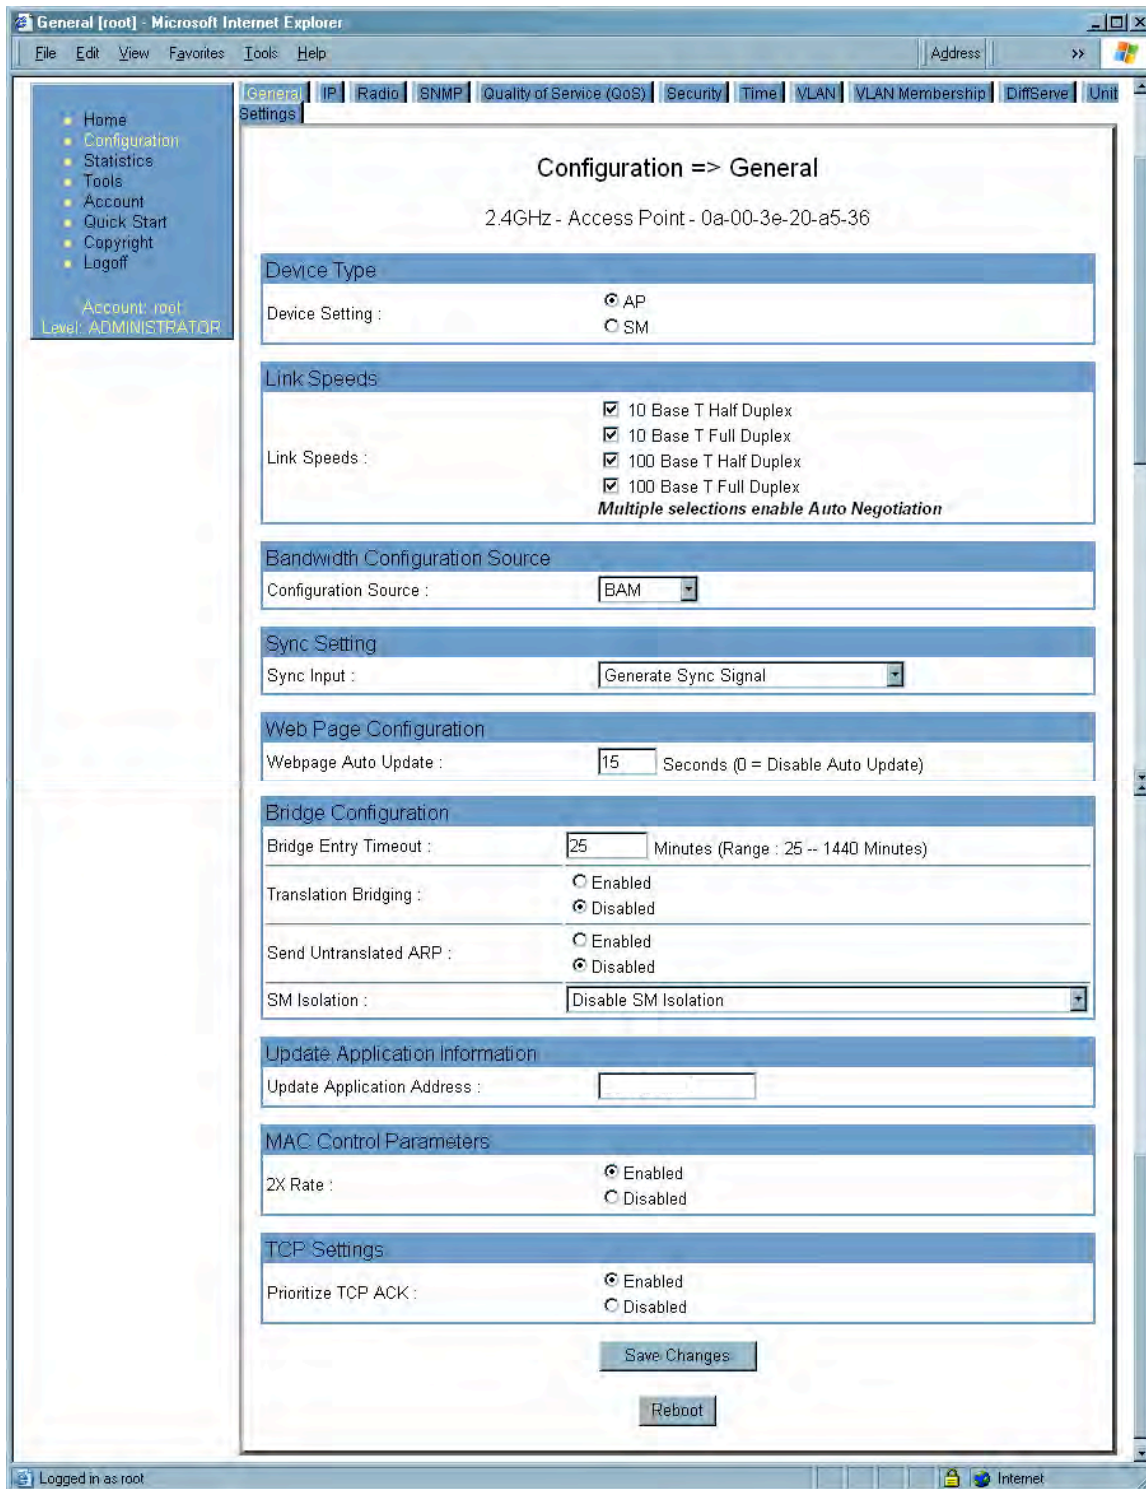 General [root] - Microsoft Internet Explorer
File Edit View Favorites Tools Help Address »
General IP Radio SNMP Quality of Service (QoS) Security Time VLAN VLAN Membership DiffServe Unit
Settings
Home
Configuration
Statistics
Tools
Account
Quick Start
Copyright
Logoff
Account: root
Level: ADMINISTRATOR
Configuration => General
2.4GHz - Access Point - 0a-00-3e-20-a5-36
Device Type
Device Setting :
AP
SM
Link Speeds
Link Speeds :
10 Base T Half Duplex
10 Base T Full Duplex
100 Base T Half Duplex
100 Base T Full Duplex
Multiple selections enable Auto Negotiation
Bandwidth Configuration Source
Configuration Source : BAM
Sync Setting
Sync Input : Generate Sync Signal
Web Page Configuration
Webpage Auto Update : 15 Seconds (0 = Disable Auto Update)
Bridge Configuration
Bridge Entry Timeout : 25 Minutes (Range : 25 -- 1440 Minutes)
Translation Bridging :
Enabled
Disabled
Send Untranslated ARP :
Enabled
Disabled
SM Isolation : Disable SM Isolation
Update Application Information
Update Application Address :
MAC Control Parameters
2X Rate :
Enabled
Disabled
TCP Settings
Prioritize TCP ACK :
Enabled
Disabled
Save Changes
Reboot
Logged in as root Internet